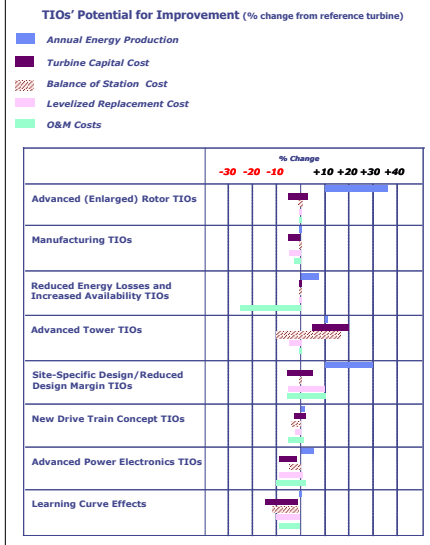 TIOs' Potential for Improvement (% change from reference turbine)
Annual Energy Production
Turbine Capital Cost
Balance of Station Cost
Levelized Replacement Cost
O&M Costs
% Change
-30 -20 -10 +10 +20 +30 +40
Advanced (Enlarged) Rotor TIOs
Manufacturing TIOs
Reduced Energy Losses and
Increased Availability TIOs
Advanced Tower TIOs
Site-Specific Design/Reduced
Design Margin TIOs
New Drive Train Concept TIOs
Advanced Power Electronics TIOs
Learning Curve Effects